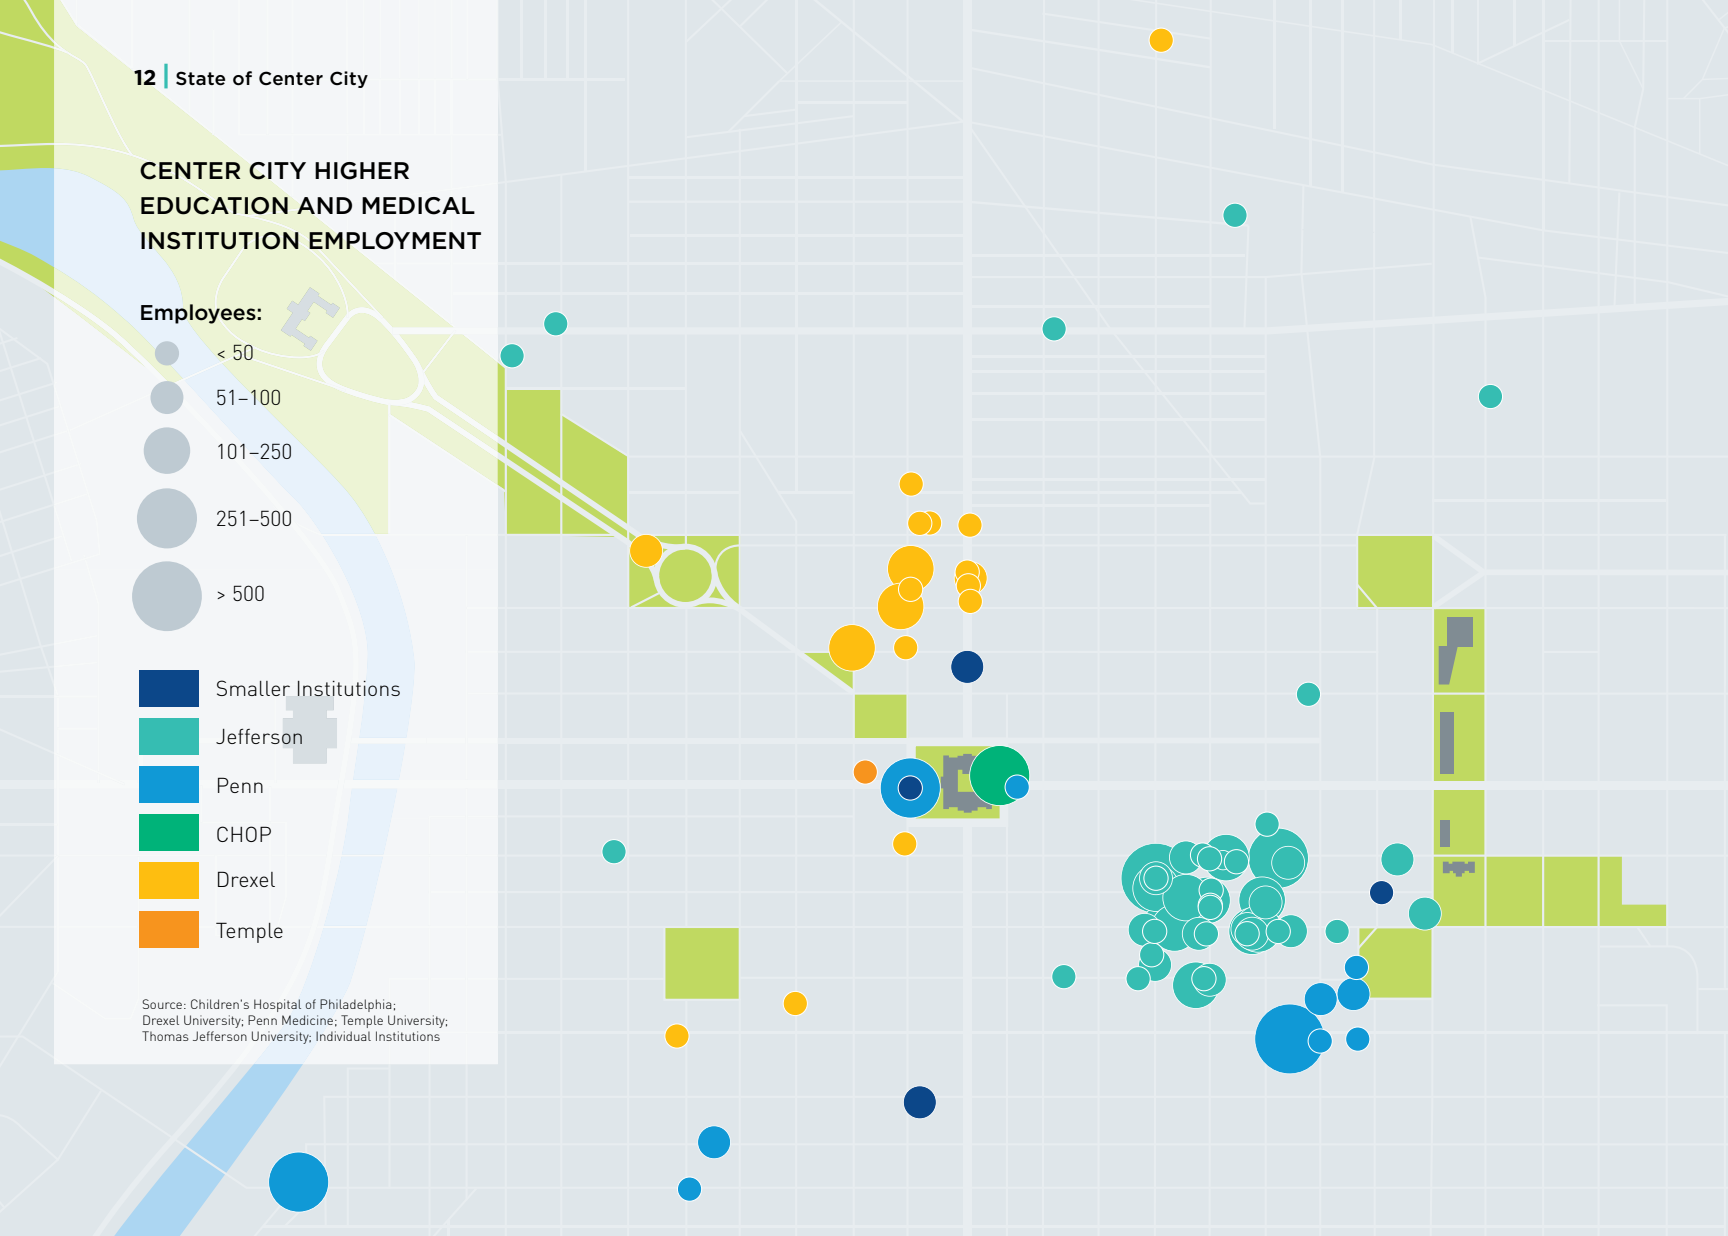 12 | State of Center City
CENTER CITY HIGHER
EDUCATION AND MEDICAL
INSTITUTION EMPLOYMENT
Employees:
< 50
51–100
101–250
251–500
> 500
Smaller Institutions
Jefferson
Penn
CHOP
Drexel
Temple
Source: Children's Hospital of Philadelphia;
Drexel University; Penn Medicine; Temple University;
Thomas Jefferson University; Individual Institutions